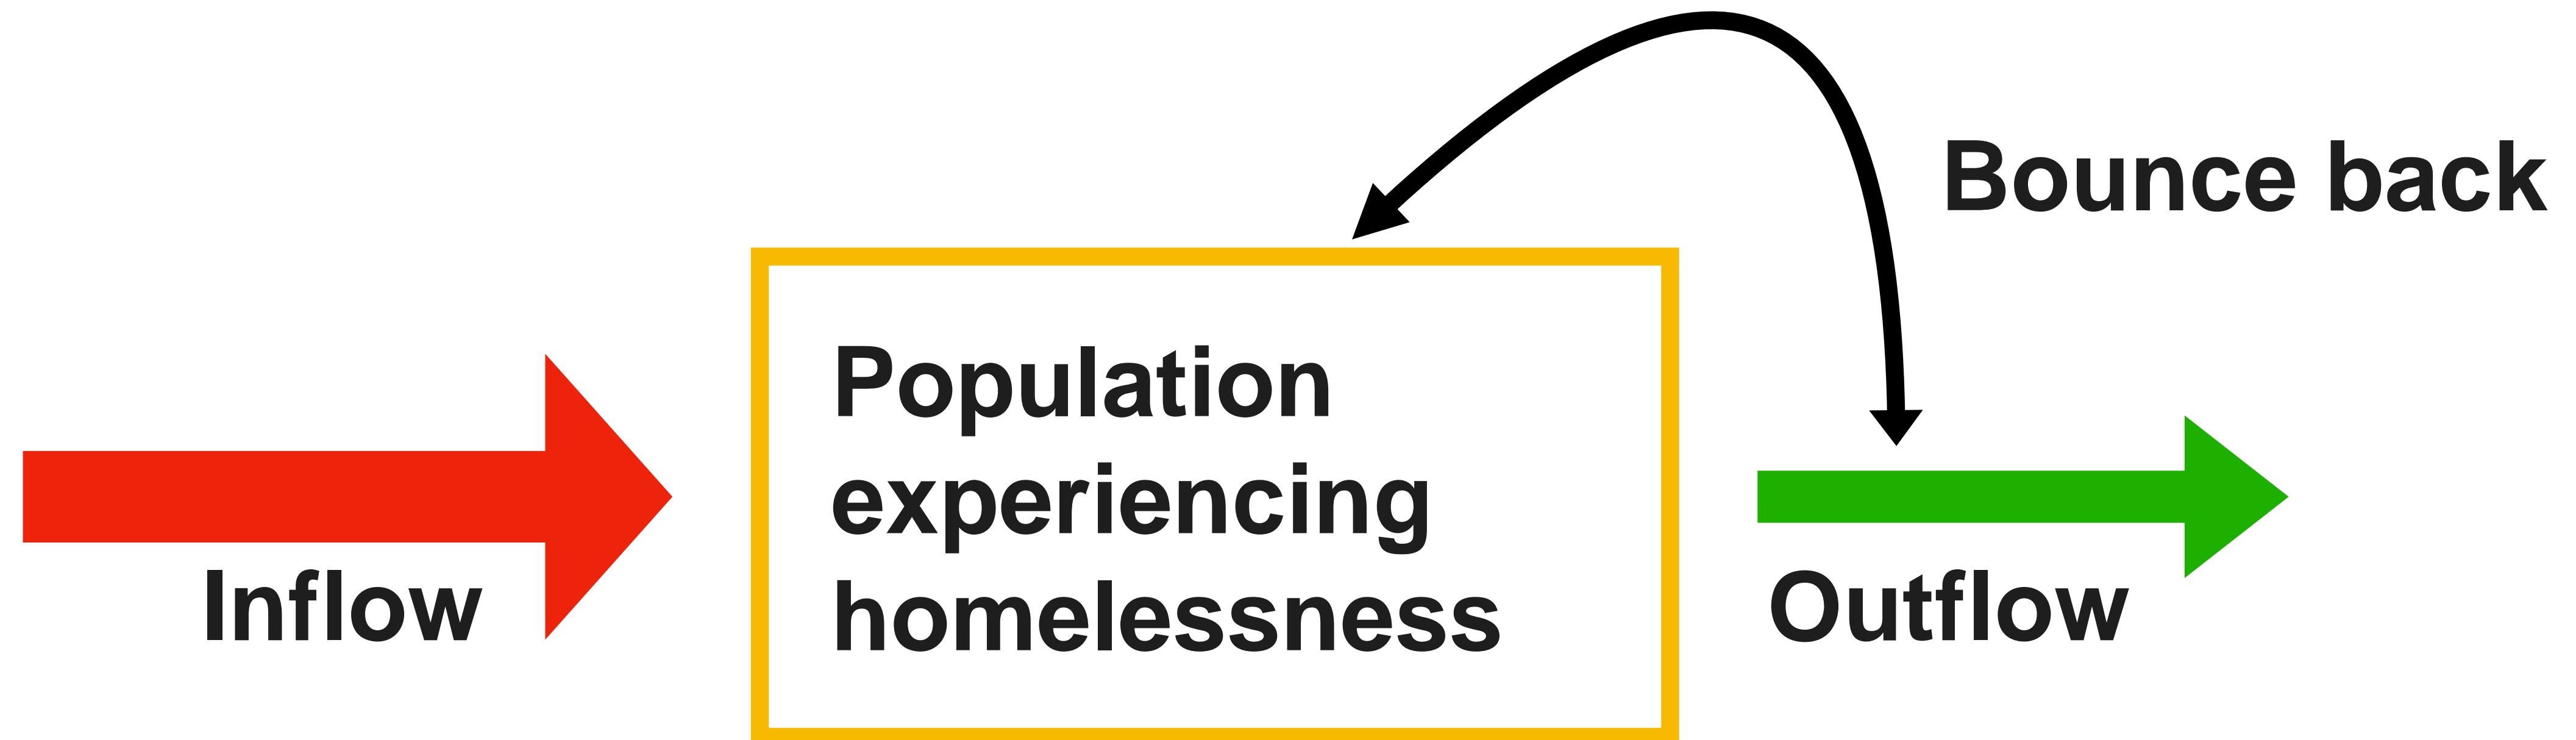 Bounce back
Population
experiencing
homelessness
Inflow
Outflow